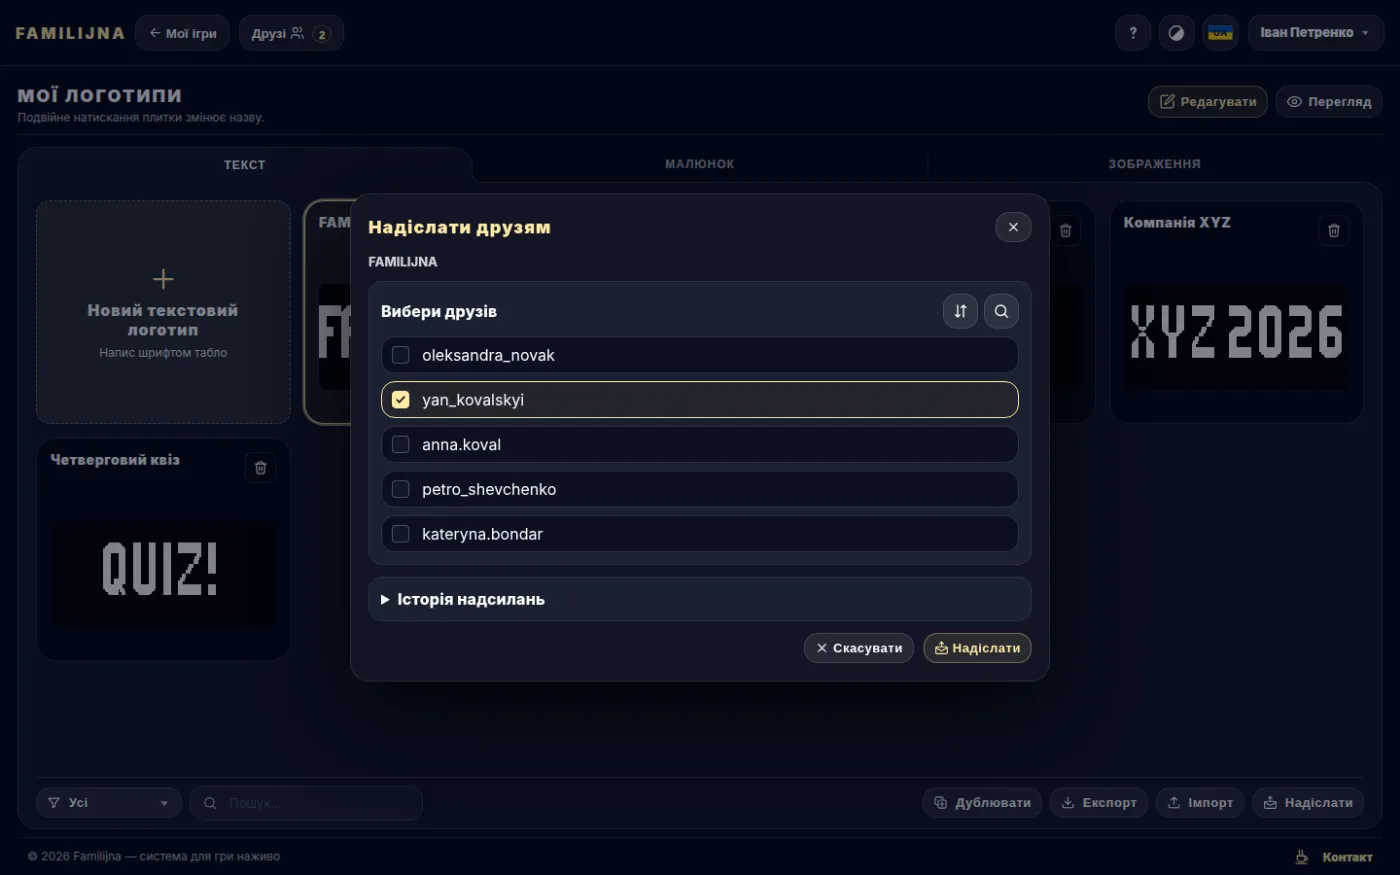 FAMILIJNA
Мої ігри
Друзі 2
?
UA
Іван Петренко
МОЇ ЛОГОТИПИ
Подвійне натискання плитки змінює назву.
Редагувати
Перегляд
ТЕКСТ
МАЛЮНОК
ЗОБРАЖЕННЯ
Новий текстовий
логотип
Напис шрифтом табло
FAM
Компанія XYZ
XYZ 2026
Четверговий квіз
QUIZ!
Надіслати друзям
FAMILIJNA
Вибери друзів
oleksandra_novak
yan_kovalskyi
anna.koval
petro_shevchenko
kateryna.bondar
Історія надсилань
Скасувати
Надіслати
Усі
Пошук...
Дублювати
Експорт
Імпорт
Надіслати
© 2026 Familijna — система для гри наживо
Контакт